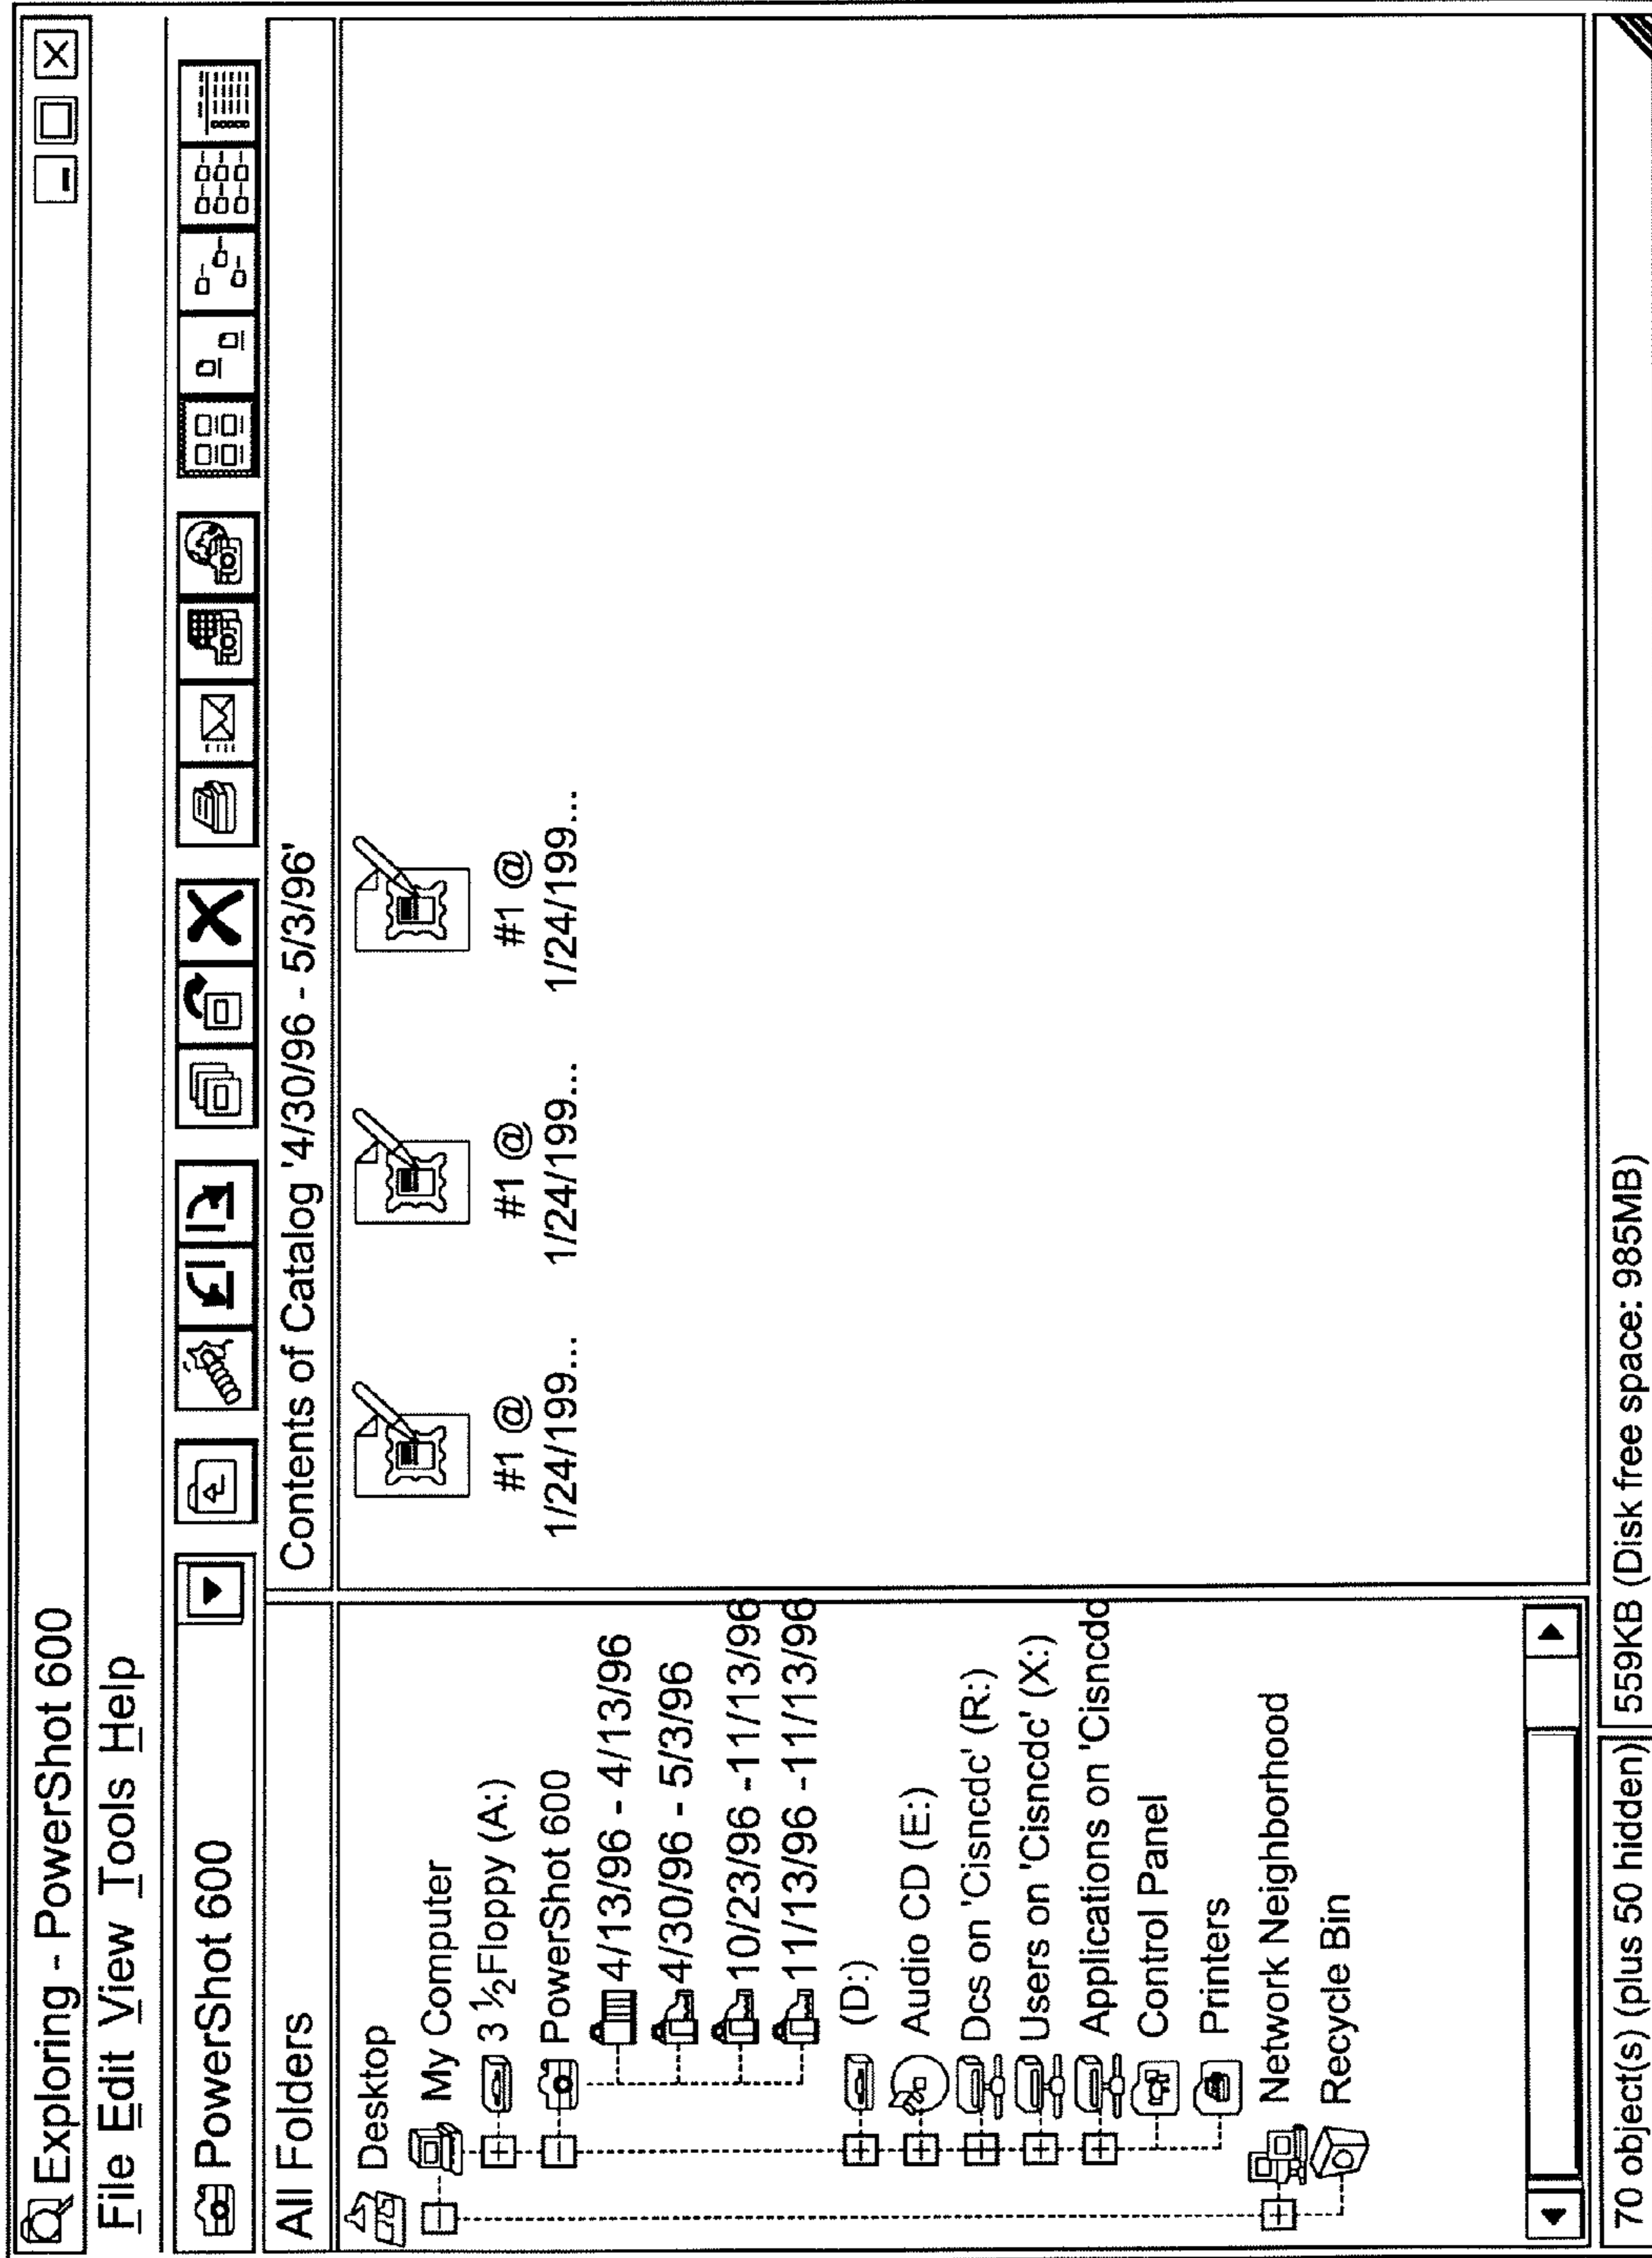 Exploring - PowerShot 600
File Edit View Tools Help
PowerShot 600
All Folders
Contents of Catalog '4/30/96 - 5/3/96'
Desktop
My Computer
3 ½ Floppy (A:)
PowerShot 600
4/13/96 - 4/13/96
4/30/96 - 5/3/96
10/23/96 -11/13/96
11/13/96 -11/13/96
(D:)
Audio CD (E:)
Dcs on 'Cisncdc' (R:)
Users on 'Cisncdc' (X:)
Applications on 'Cisncdc
Control Panel
Printers
Network Neighborhood
Recycle Bin
#1 @
1/24/199...
#1 @
1/24/199...
#1 @
1/24/199...
70 object(s) (plus 50 hidden)
559KB (Disk free space: 985MB)